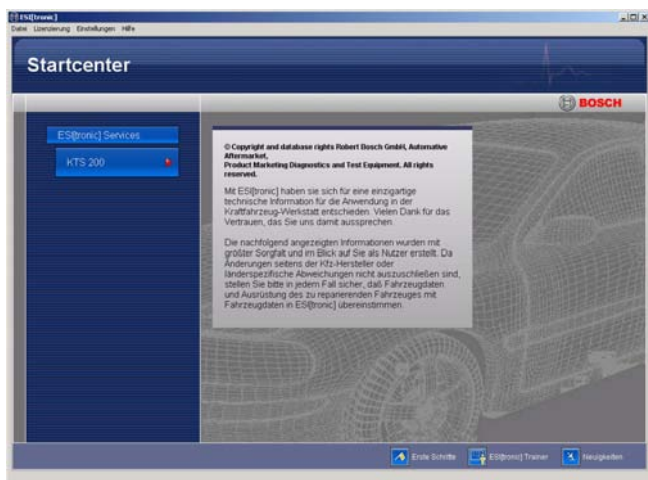 ESI[tronic]
Datei Lizenzierung Einstellungen Hilfe
Startcenter
BOSCH
ESI[tronic] Services
KTS 200
© Copyright and database rights Robert Bosch GmbH, Automotive
Aftermarket,
Product Marketing Diagnostics and Test Equipment. All rights
reserved.
Mit ESI[tronic] haben sie sich für eine einzigartige
technische Information für die Anwendung in der
Kraftfahrzeug-Werkstatt entschieden. Vielen Dank für das
Vertrauen, das Sie uns damit aussprechen.
Die nachfolgend angezeigten Informationen wurden mit
größter Sorgfalt und im Blick auf Sie als Nutzer erstellt. Da
Änderungen seitens der Kfz-Hersteller oder
länderspezifische Abweichungen nicht auszuschließen sind,
stellen Sie bitte in jedem Fall sicher, daß Fahrzeugdaten
und Ausrüstung des zu reparierenden Fahrzeuges mit
Fahrzeugdaten in ESI[tronic] übereinstimmen.
Erste Schritte ESI[tronic] Trainer Neuigkeiten